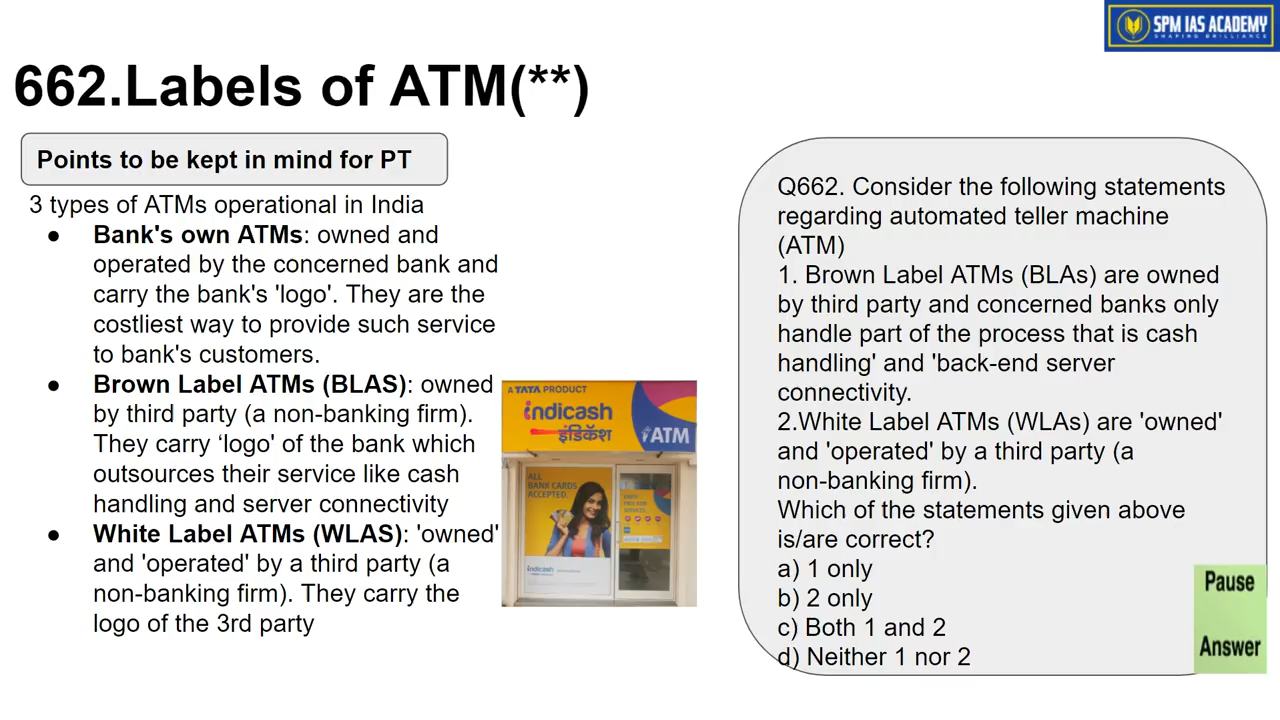 SPM IAS ACADEMY
SHAPING BRILLIANCE
662.Labels of ATM(**)
Points to be kept in mind for PT
3 types of ATMs operational in India
● Bank's own ATMs: owned and
operated by the concerned bank and
carry the bank's 'logo'. They are the
costliest way to provide such service
to bank's customers.
● Brown Label ATMs (BLAS): owned
by third party (a non-banking firm).
They carry ‘logo' of the bank which
outsources their service like cash
handling and server connectivity
● White Label ATMs (WLAS): 'owned'
and 'operated' by a third party (a
non-banking firm). They carry the
logo of the 3rd party
A TATA PRODUCT
indicash
इंडिकॅश
ATM
ALL
BANK CARDS
ACCEPTED.
indicash
Q662. Consider the following statements
regarding automated teller machine
(ATM)
1. Brown Label ATMs (BLAs) are owned
by third party and concerned banks only
handle part of the process that is cash
handling' and 'back-end server
connectivity.
2.White Label ATMs (WLAs) are 'owned'
and 'operated' by a third party (a
non-banking firm).
Which of the statements given above
is/are correct?
a) 1 only
b) 2 only
c) Both 1 and 2
d) Neither 1 nor 2
Pause
Answer